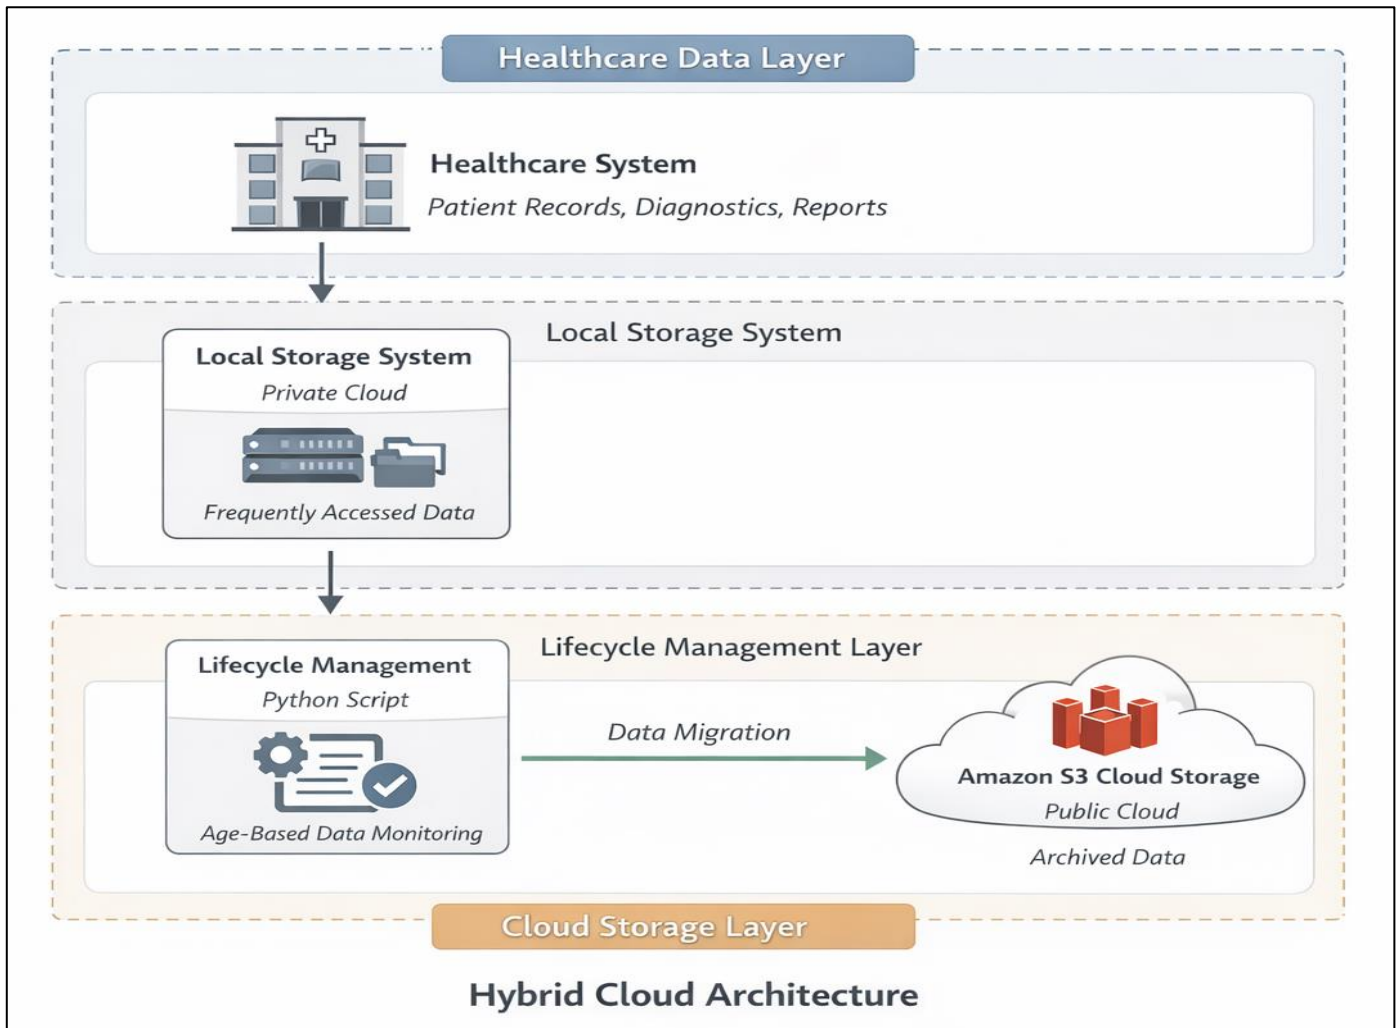 Healthcare Data Layer
Healthcare System
Patient Records, Diagnostics, Reports
Local Storage System
Local Storage System
Private Cloud
Frequently Accessed Data
Lifecycle Management Layer
Lifecycle Management
Python Script
Age-Based Data Monitoring
Data Migration
Amazon S3 Cloud Storage
Public Cloud
Archived Data
Cloud Storage Layer
Hybrid Cloud Architecture